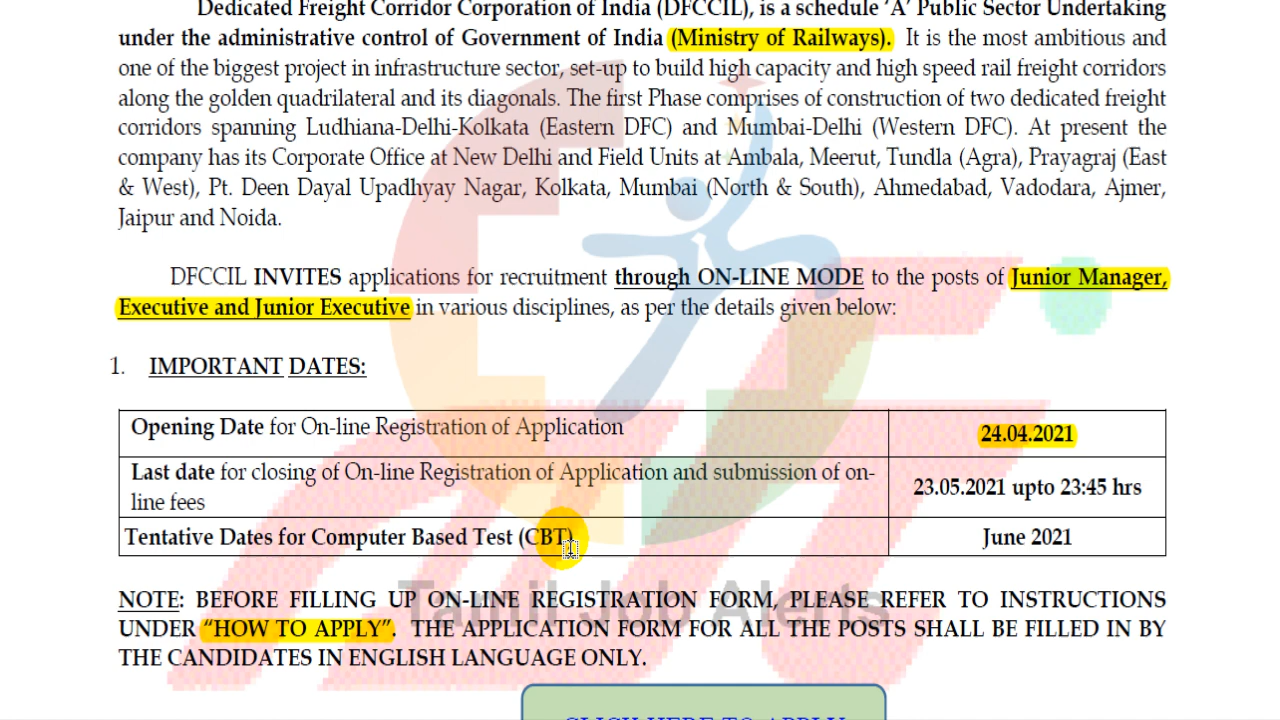 Dedicated Freight Corridor Corporation of India (DFCCIL), is a schedule ‘A’ Public Sector Undertaking
under the administrative control of Government of India (Ministry of Railways). It is the most ambitious and
one of the biggest project in infrastructure sector, set-up to build high capacity and high speed rail freight corridors
along the golden quadrilateral and its diagonals. The first Phase comprises of construction of two dedicated freight
corridors spanning Ludhiana-Delhi-Kolkata (Eastern DFC) and Mumbai-Delhi (Western DFC). At present the
company has its Corporate Office at New Delhi and Field Units at Ambala, Meerut, Tundla (Agra), Prayagraj (East
& West), Pt. Deen Dayal Upadhyay Nagar, Kolkata, Mumbai (North & South), Ahmedabad, Vadodara, Ajmer,
Jaipur and Noida.
DFCCIL INVITES applications for recruitment through ON-LINE MODE to the posts of Junior Manager,
Executive and Junior Executive in various disciplines, as per the details given below:
1. IMPORTANT DATES:
Opening Date for On-line Registration of Application 24.04.2021
Last date for closing of On-line Registration of Application and submission of on-
line fees 23.05.2021 upto 23:45 hrs
Tentative Dates for Computer Based Test (CBT) June 2021
Tamil Job Alerts
NOTE: BEFORE FILLING UP ON-LINE REGISTRATION FORM, PLEASE REFER TO INSTRUCTIONS
UNDER “HOW TO APPLY”. THE APPLICATION FORM FOR ALL THE POSTS SHALL BE FILLED IN BY
THE CANDIDATES IN ENGLISH LANGUAGE ONLY.
CLICK HERE TO APPLY